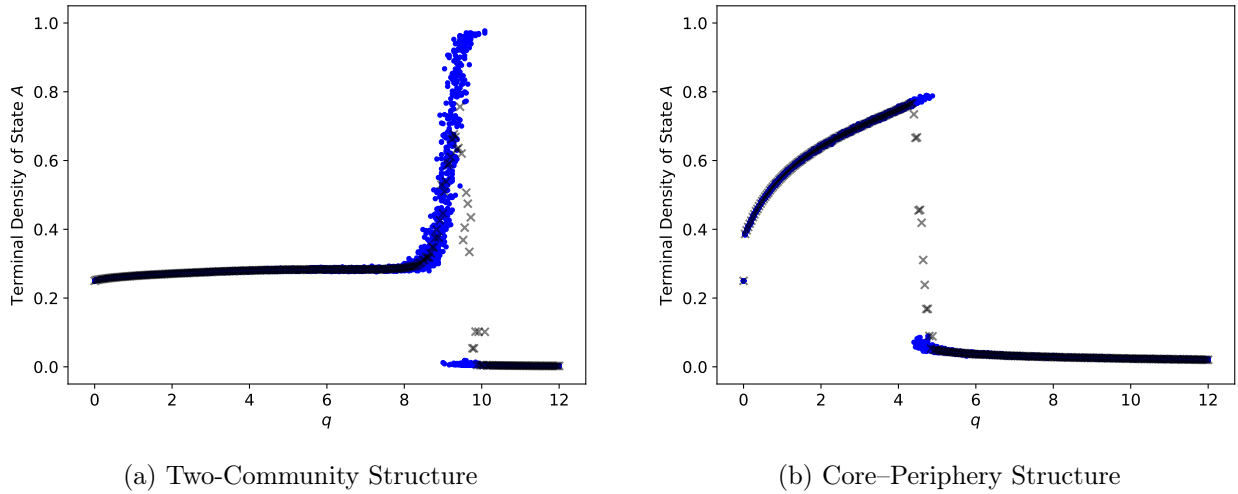 Terminal Density of State A
1.0
0.8
0.6
0.4
0.2
0.0
0 2 4 6 8 10 12
q
(a) Two-Community Structure
Terminal Density of State A
1.0
0.8
0.6
0.4
0.2
0.0
0 2 4 6 8 10 12
q
(b) Core–Periphery Structure